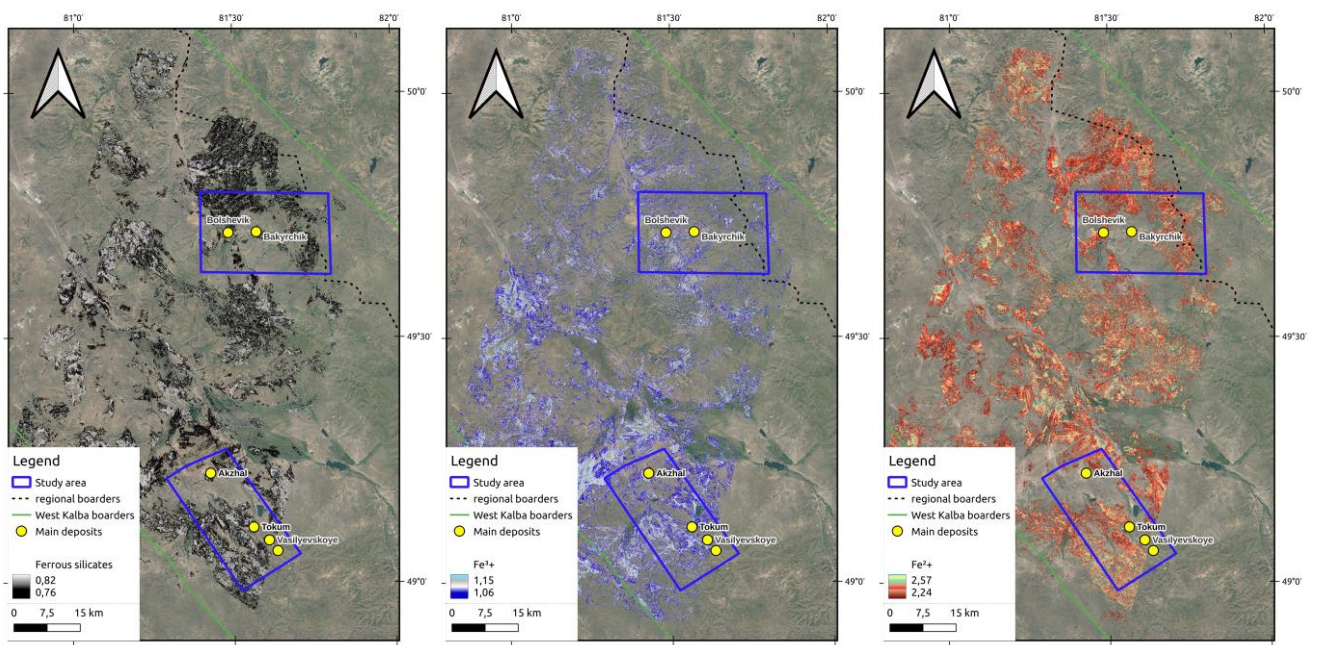 81°0' 81°30' 82°0'
81°0' 81°30' 82°0'
81°0' 81°30' 82°0'
50°0'
50°0'
50°0'
Bolshevik
Bakyrchik
Bolshevik
Bakyrchik
Bolshevik
Bakyrchik
49°30'
49°30'
49°30'
Akzhal
Tokum
Vasilyevskoye
Akzhal
Tokum
Vasilyevskoye
Akzhal
Tokum
Vasilyevskoye
49°0'
49°0'
49°0'
Legend
Study area
regional boarders
West Kalba boarders
Main deposits
Ferrous silicates
0,82
0,76
0 7,5 15 km
Legend
Study area
regional boarders
West Kalba boarders
Main deposits
Fe³+
1,15
1,06
0 7,5 15 km
Legend
Study area
regional boarders
West Kalba boarders
Main deposits
Fe²+
2,57
2,24
0 7,5 15 km